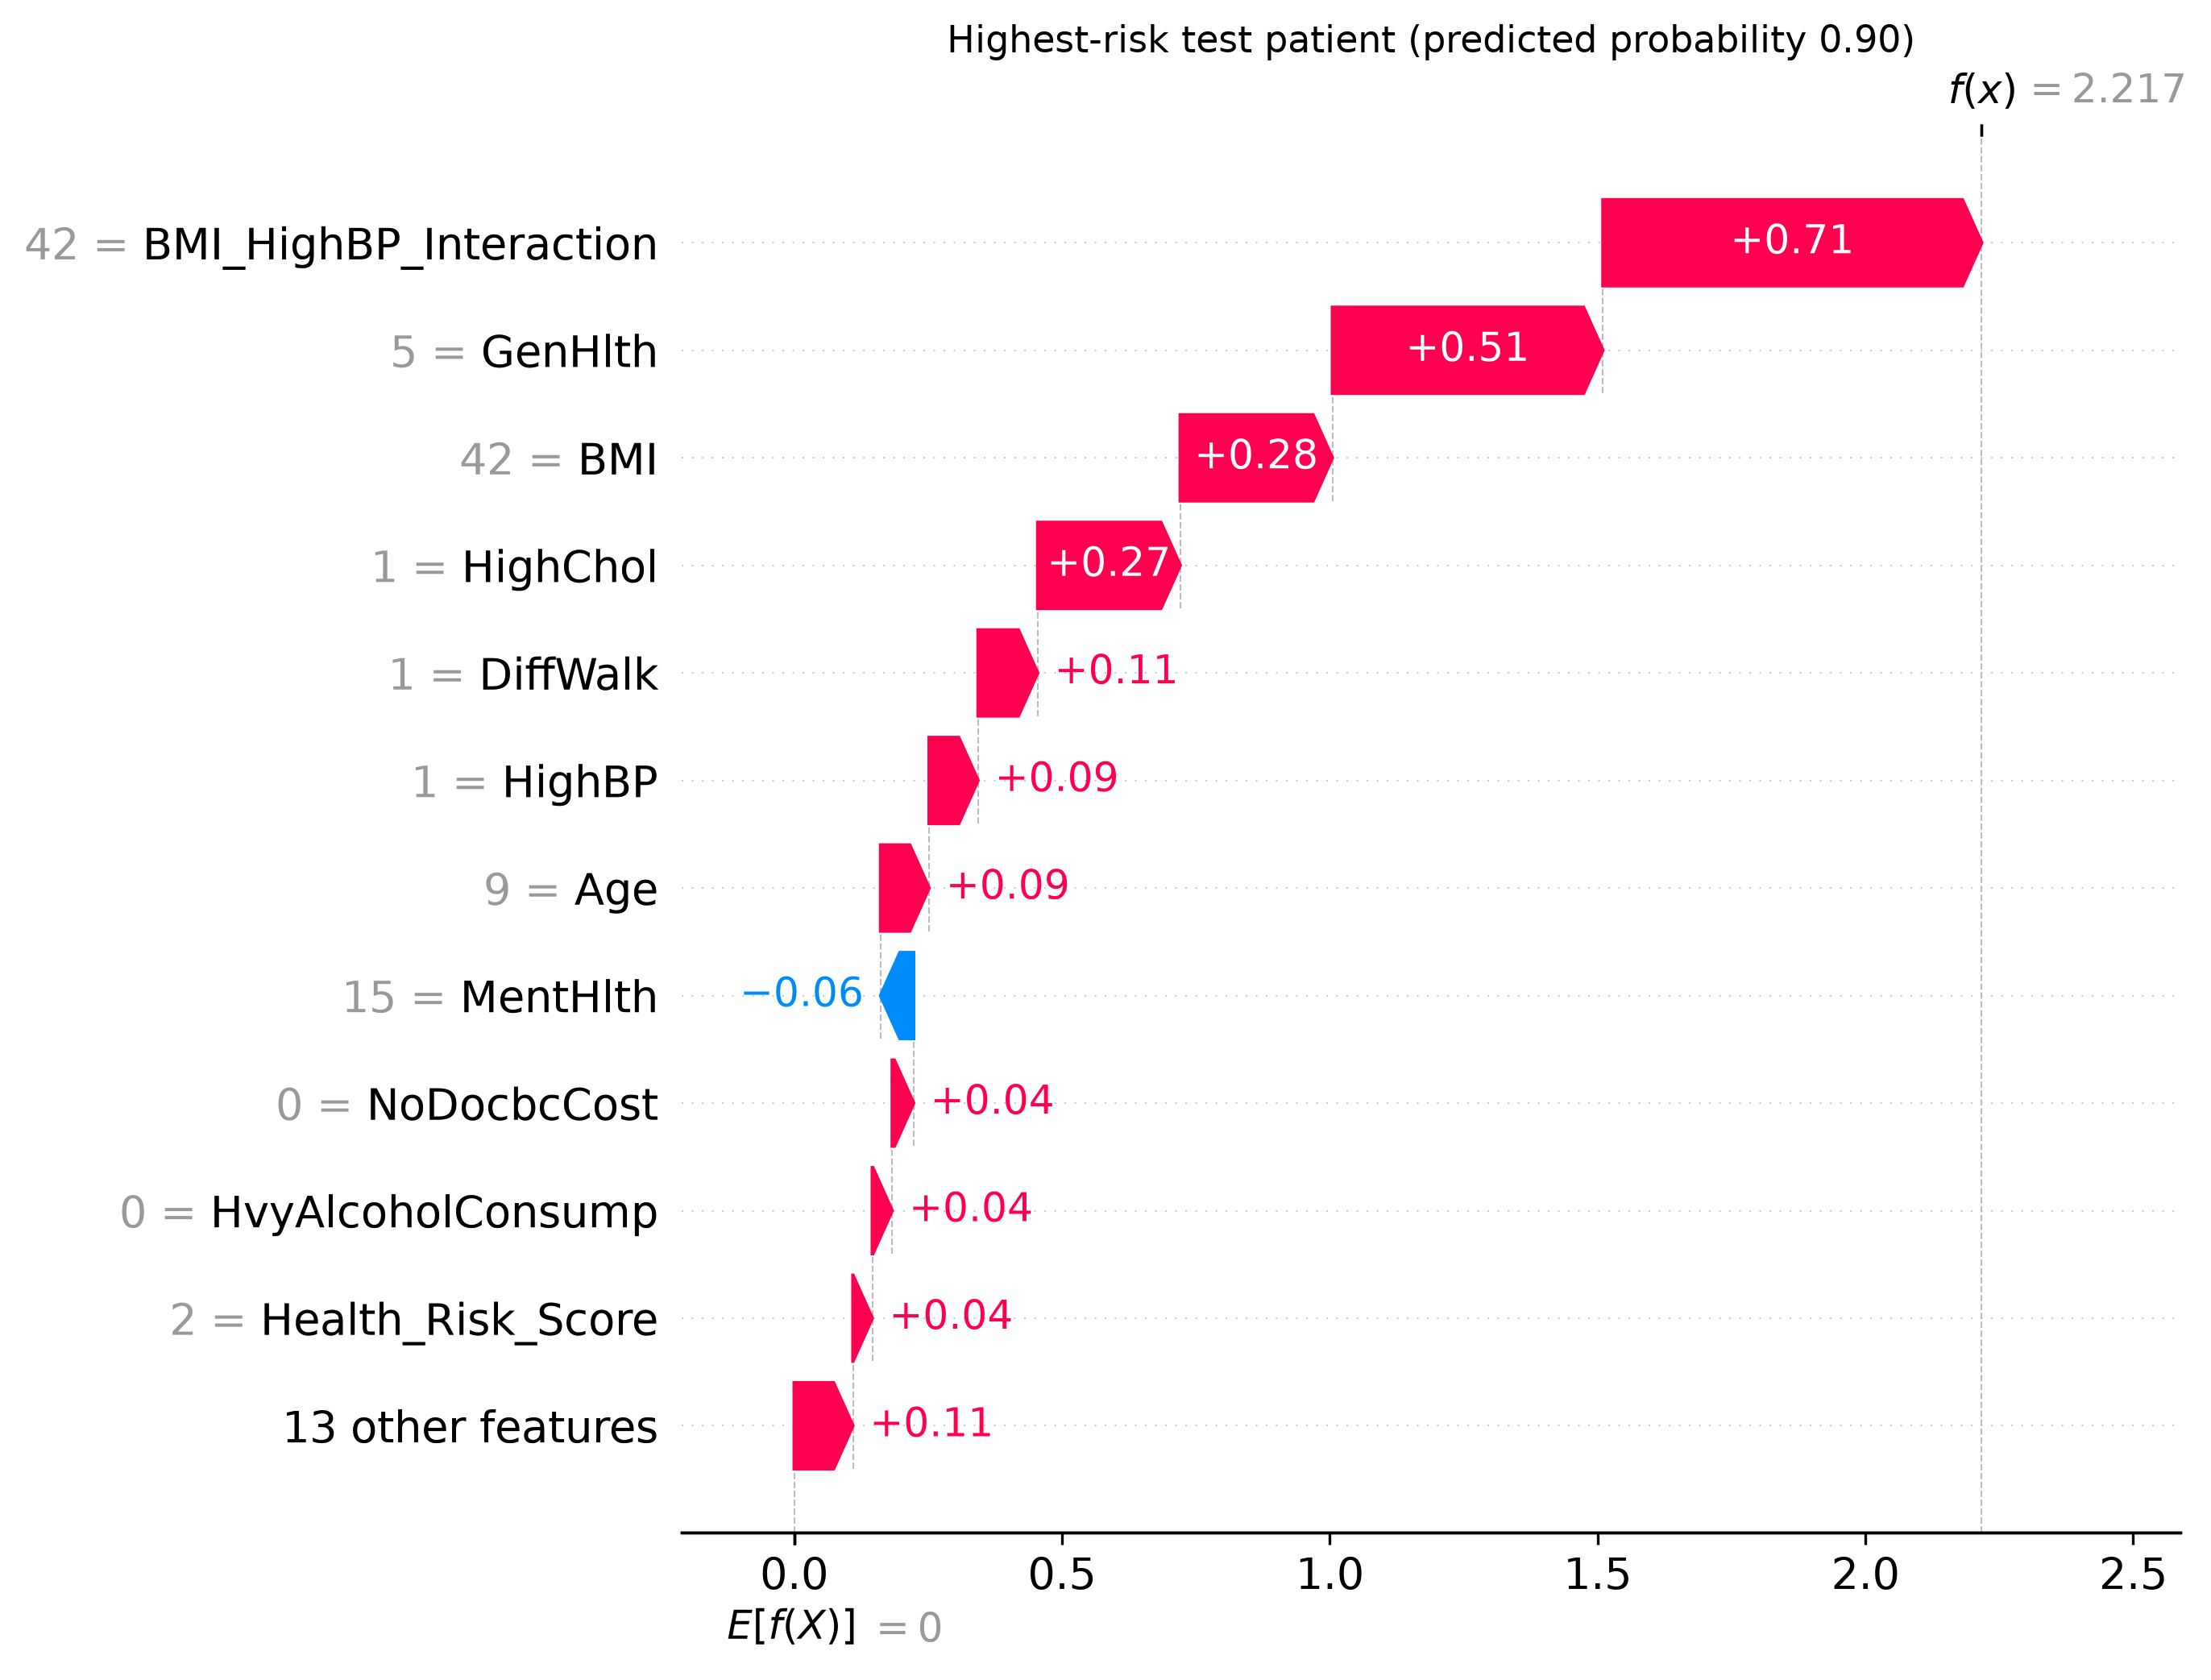 Highest-risk test patient (predicted probability 0.90)
f(x) = 2.217
42 = BMI_HighBP_Interaction +0.71
5 = GenHlth +0.51
42 = BMI +0.28
1 = HighChol +0.27
1 = DiffWalk +0.11
1 = HighBP +0.09
9 = Age +0.09
15 = MentHlth −0.06
0 = NoDocbcCost +0.04
0 = HvyAlcoholConsump +0.04
2 = Health_Risk_Score +0.04
13 other features +0.11
0.0 0.5 1.0 1.5 2.0 2.5
E[f(X)] = 0